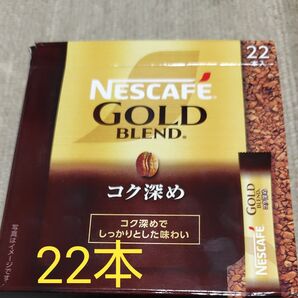 22
本入
NESCAFÉ
GOLD
BLEND®
コク深め
コク深めで
しっかりとした味わい
22本
NESCAFÉ
GOLD
BLEND
写真はイメージです。